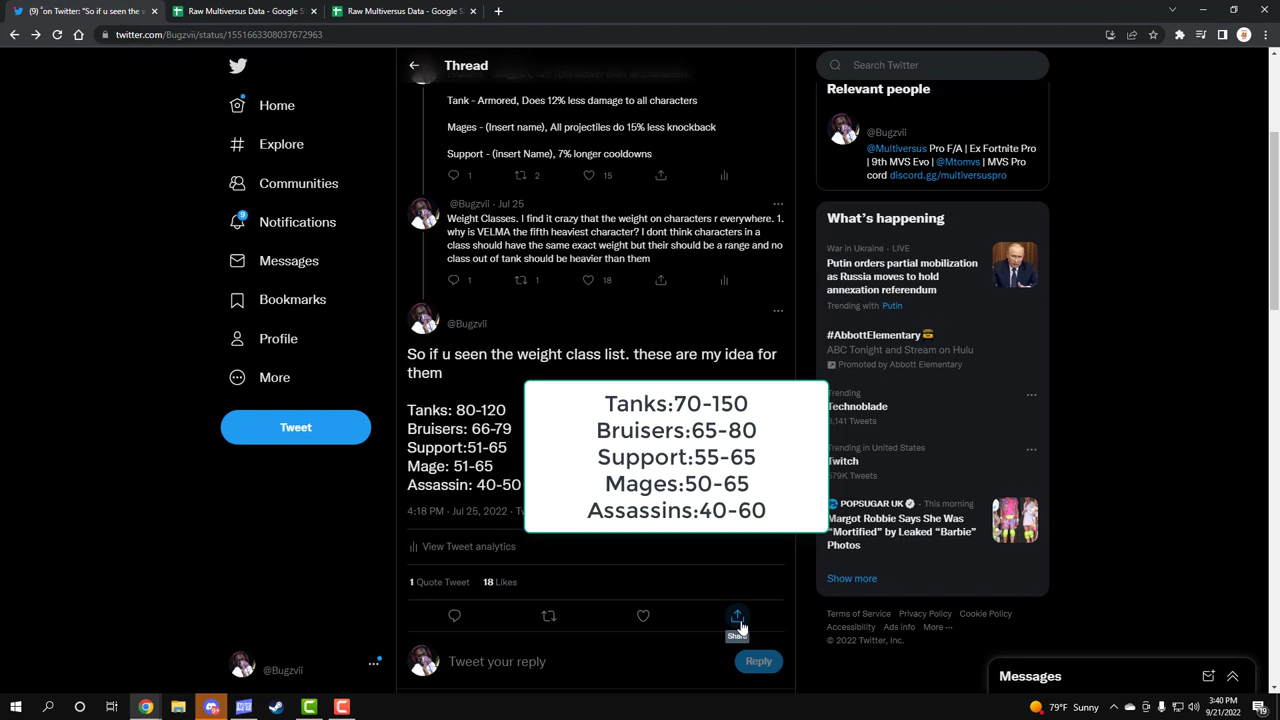 (9) on Twitter: "So if u seen the w
Raw Multiversus Data - Google S
Raw Multiversus Data - Google S
twitter.com/Bugzvii/status/1551663308037672963
Home
Explore
Communities
9
Notifications
Messages
Bookmarks
Profile
More
Tweet
@Bugzvii
Thread
Tank - Armored, Does 12% less damage to all characters
Mages - (Insert name), All projectiles do 15% less knockback
Support - (insert Name), 7% longer cooldowns
1 2 15
@Bugzvii · Jul 25
Weight Classes. I find it crazy that the weight on characters r everywhere. 1.
why is VELMA the fifth heaviest character? I dont think characters in a
class should have the same exact weight but their should be a range and no
class out of tank should be heavier than them
1 1 18
@Bugzvii
So if u seen the weight class list. these are my idea for
them
Tanks: 80-120
Bruisers: 66-79
Support:51-65
Mage: 51-65
Assassin: 40-50
Tanks:70-150
Bruisers:65-80
Support:55-65
Mages:50-65
Assassins:40-60
4:18 PM · Jul 25, 2022 ·
View Tweet analytics
1 Quote Tweet 18 Likes
Share
Tweet your reply
Reply
Search Twitter
Relevant people
@Bugzvii
@Multiversus Pro F/A | Ex Fortnite Pro
| 9th MVS Evo | @Mtomvs | MVS Pro
cord discord.gg/multiversuspro
What's happening
War in Ukraine · LIVE
Putin orders partial mobilization
as Russia moves to hold
annexation referendum
Trending with Putin
#AbbottElementary
ABC Tonight and Stream on Hulu
Promoted by Abbott Elementary
Trending
Technoblade
,141 Tweets
Trending in United States
Twitch
79K Tweets
POPSUGAR UK · This morning
Margot Robbie Says She Was
"Mortified" by Leaked "Barbie"
Photos
Show more
Terms of Service Privacy Policy Cookie Policy
Accessibility Ads info More ···
© 2022 Twitter, Inc.
Messages
79°F Sunny
3:40 PM
9/21/2022
19